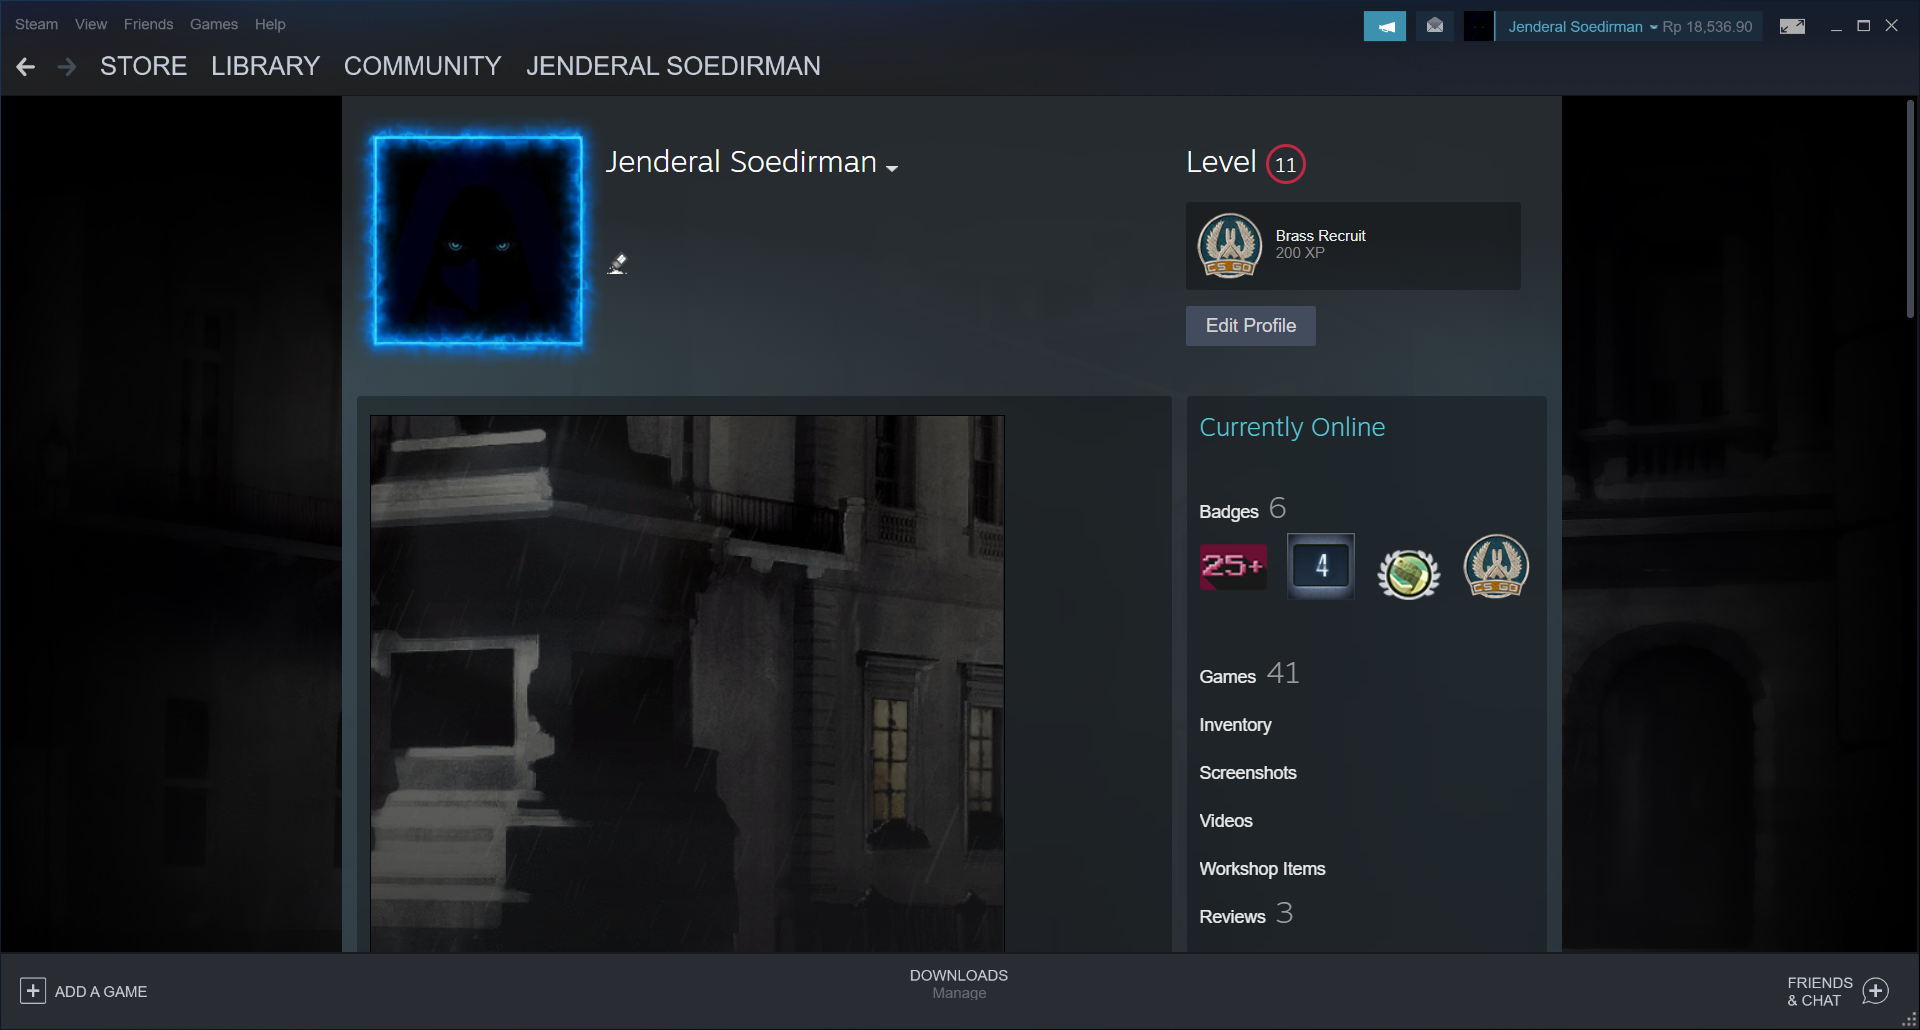 Steam View Friends Games Help
Jenderal Soedirman Rp 18,536.90
STORE LIBRARY COMMUNITY JENDERAL SOEDIRMAN
Jenderal Soedirman
Level 11
Brass Recruit
200 XP
CS GO
Edit Profile
Currently Online
Badges 6
25+ 4 CS GO
Games 41
Inventory
Screenshots
Videos
Workshop Items
Reviews 3
ADD A GAME
DOWNLOADS
Manage
FRIENDS
& CHAT